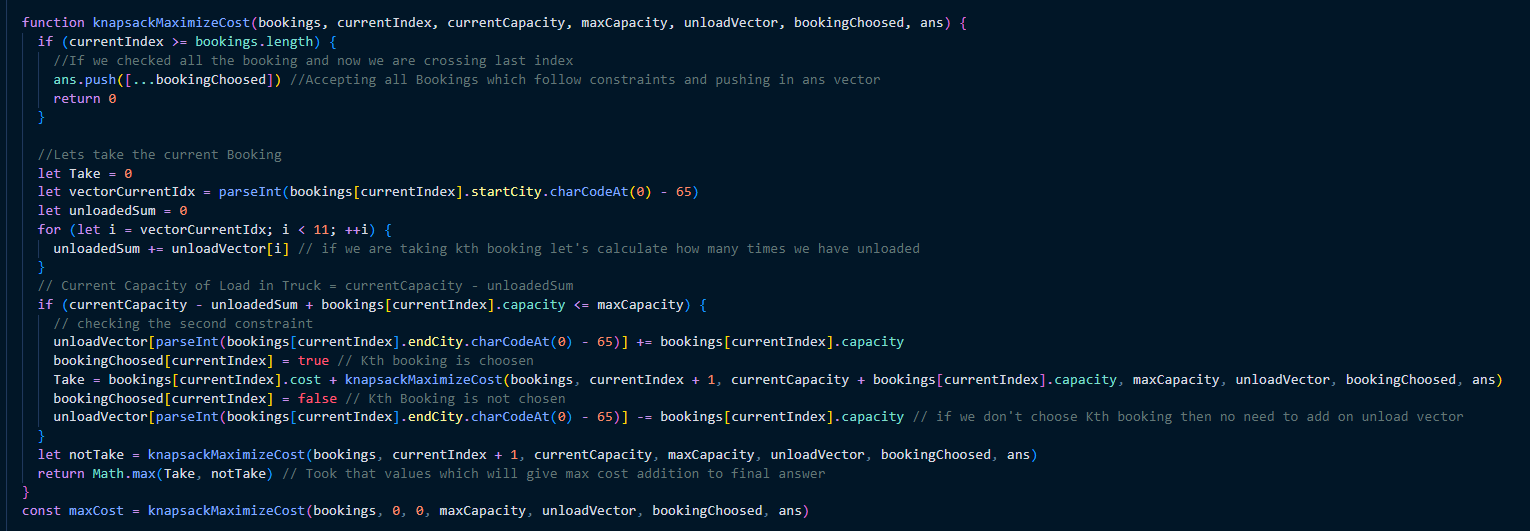 function knapsackMaximizeCost(bookings, currentIndex, currentCapacity, maxCapacity, unloadVector, bookingChoosed, ans) {
  if (currentIndex >= bookings.length) {
    //If we checked all the booking and now we are crossing last index
    ans.push([...bookingChoosed]) //Accepting all Bookings which follow constraints and pushing in ans vector
    return 0
  }

  //Lets take the current Booking
  let Take = 0
  let vectorCurrentIdx = parseInt(bookings[currentIndex].startCity.charCodeAt(0) - 65)
  let unloadedSum = 0
  for (let i = vectorCurrentIdx; i < 11; ++i) {
    unloadedSum += unloadVector[i] // if we are taking kth booking let's calculate how many times we have unloaded
  }
  // Current Capacity of Load in Truck = currentCapacity - unloadedSum
  if (currentCapacity - unloadedSum + bookings[currentIndex].capacity <= maxCapacity) {
    // checking the second constraint
    unloadVector[parseInt(bookings[currentIndex].endCity.charCodeAt(0) - 65)] += bookings[currentIndex].capacity
    bookingChoosed[currentIndex] = true // Kth booking is choosen
    Take = bookings[currentIndex].cost + knapsackMaximizeCost(bookings, currentIndex + 1, currentCapacity + bookings[currentIndex].capacity, maxCapacity, unloadVector, bookingChoosed, ans)
    bookingChoosed[currentIndex] = false // Kth Booking is not chosen
    unloadVector[parseInt(bookings[currentIndex].endCity.charCodeAt(0) - 65)] -= bookings[currentIndex].capacity // if we don't choose Kth booking then no need to add on unload vector
  }
  let notTake = knapsackMaximizeCost(bookings, currentIndex + 1, currentCapacity, maxCapacity, unloadVector, bookingChoosed, ans)
  return Math.max(Take, notTake) // Took that values which will give max cost addition to final answer
}
const maxCost = knapsackMaximizeCost(bookings, 0, 0, maxCapacity, unloadVector, bookingChoosed, ans)